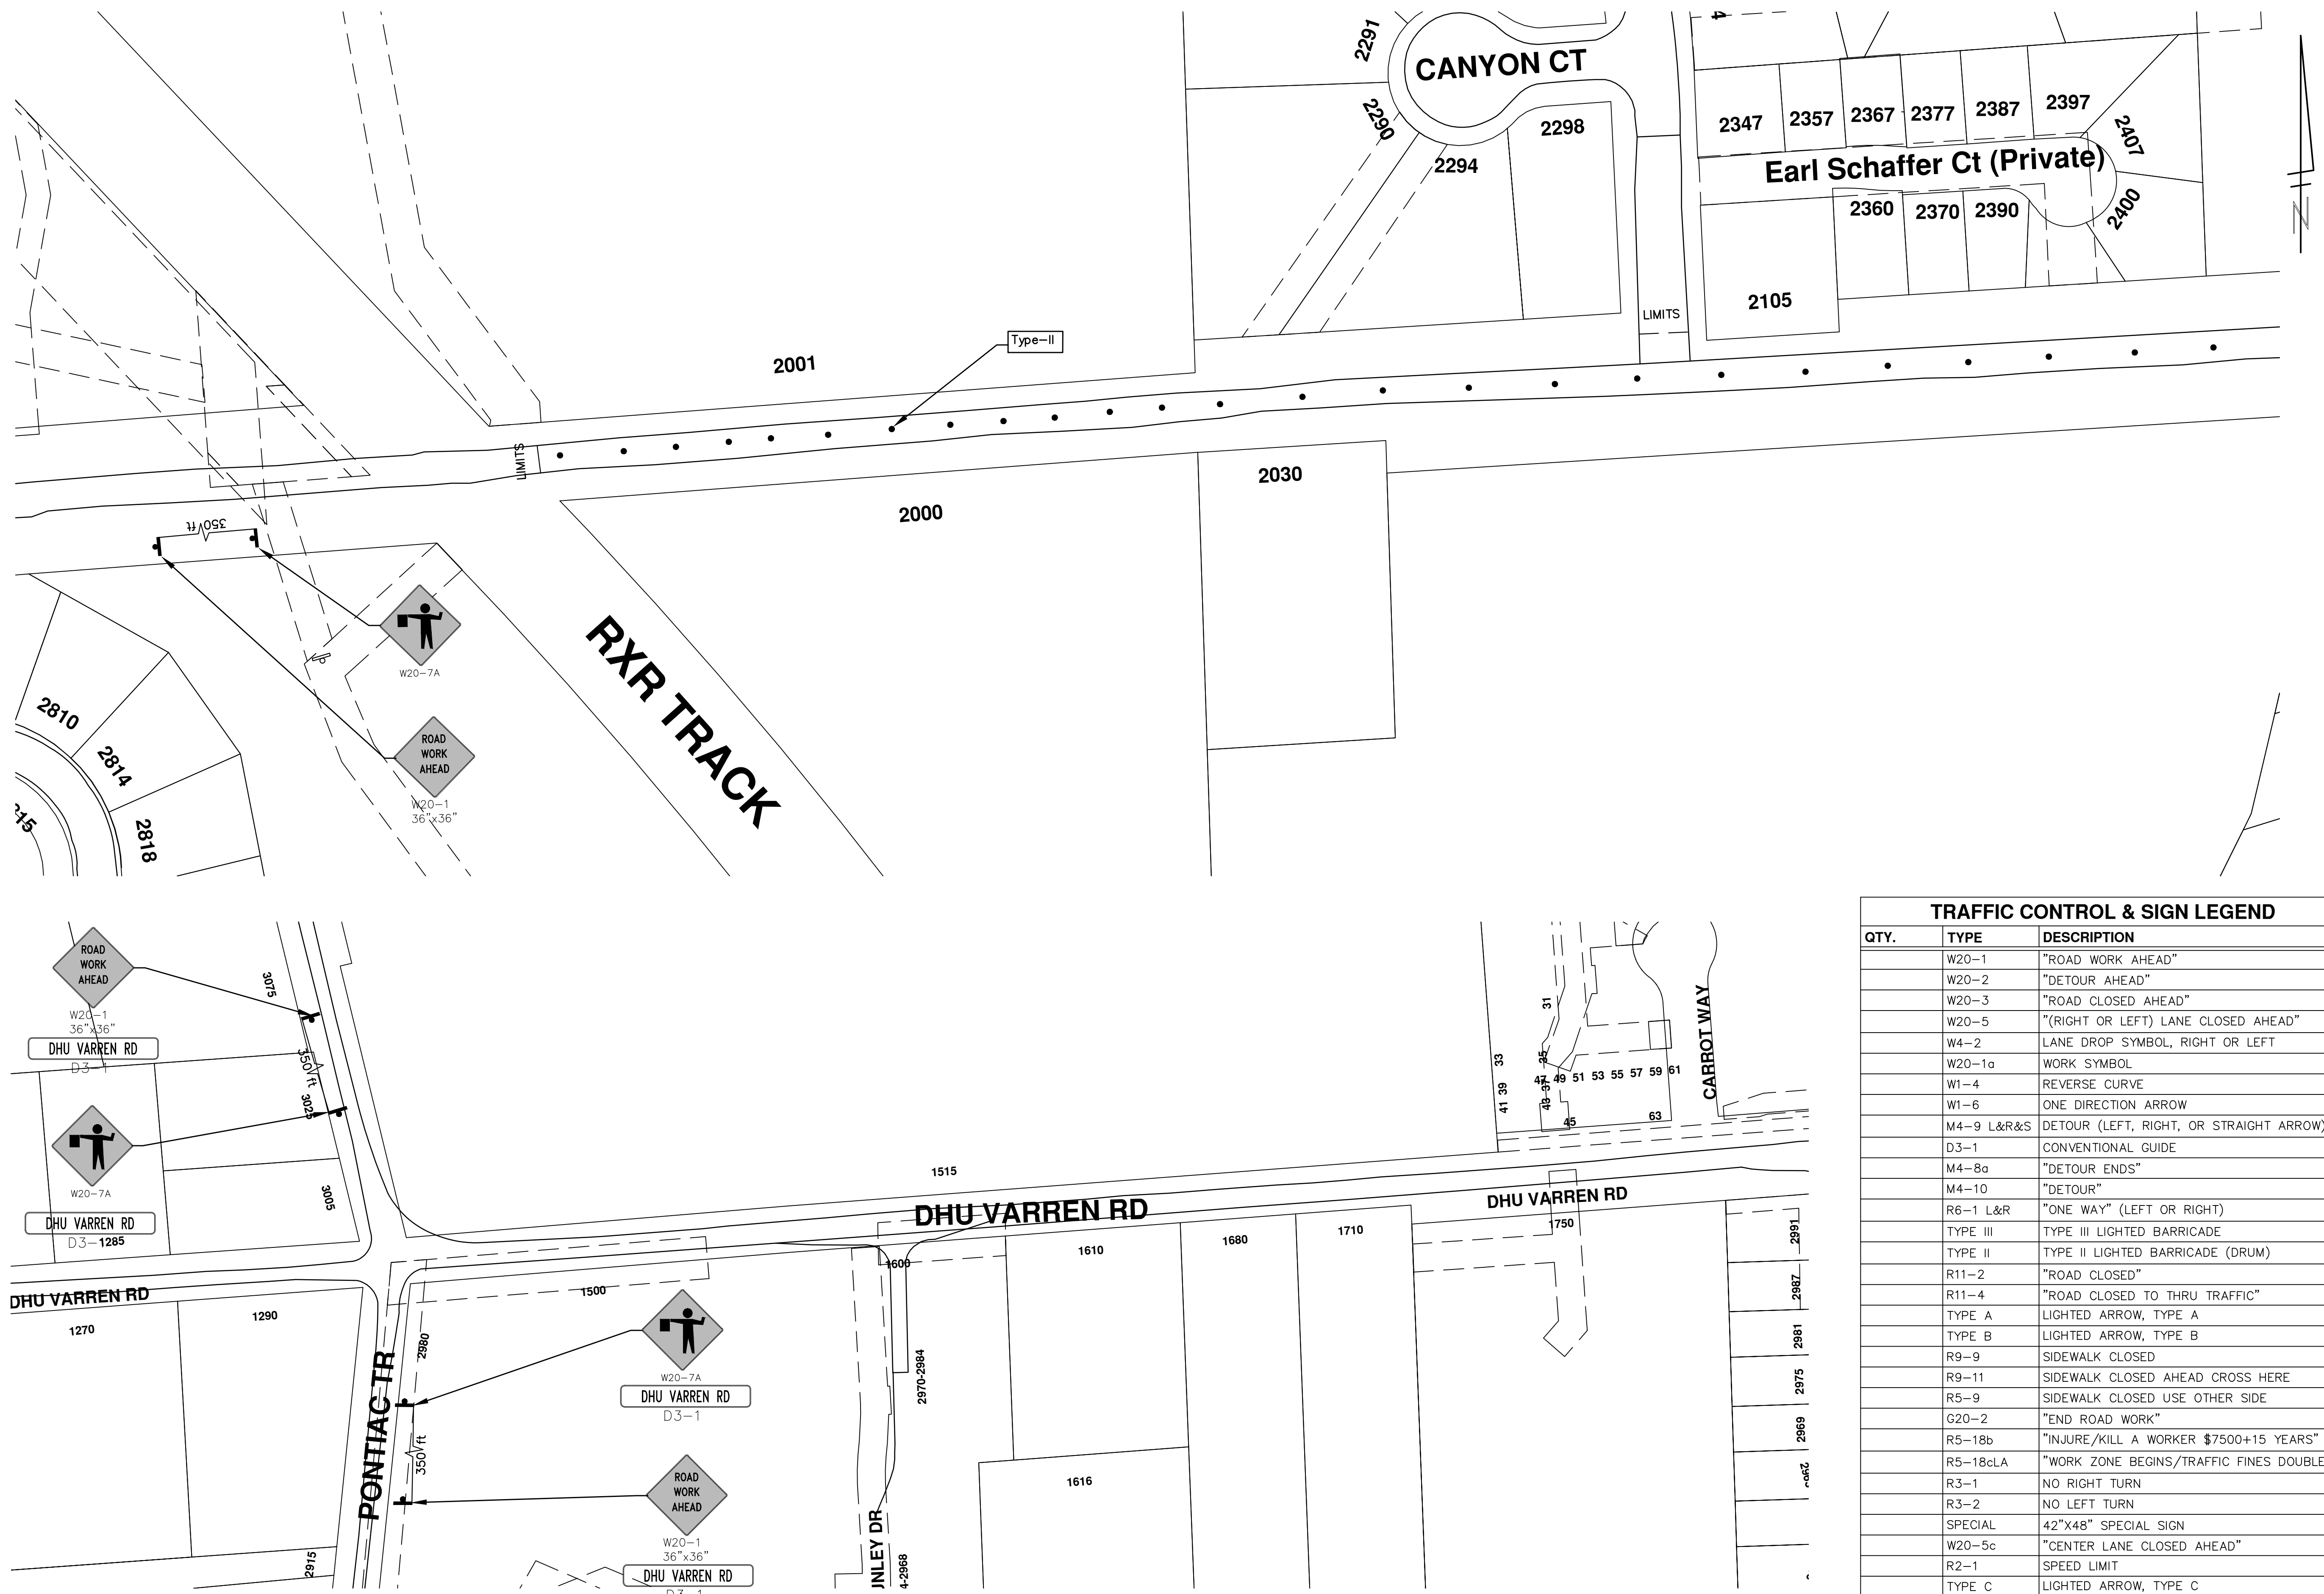 2291
CANYON CT
2290
2298
2294
2347
2357
2367
2377
2387
2397
2407
Earl Schaffer Ct (Private)
2360
2370
2390
2400
2105
LIMITS
N
Type-II
2001
LIMITS
2030
2000
350 ft
W20-7A
ROAD
WORK
AHEAD
W20-1
36"x36"
RXR TRACK
2810
2814
2818
ROAD
WORK
AHEAD
W20-1
36"x36"
DHU VARREN RD
D3-1
3075
350 ft
3025
W20-7A
DHU VARREN RD
D3-1
1285
3005
DHU VARREN RD
1270
1290
1515
DHU VARREN RD
DHU VARREN RD
1750
1500
1600
1610
1680
1710
1616
PONTIAC TR
2980
350 ft
2915
W20-7A
DHU VARREN RD
D3-1
ROAD
WORK
AHEAD
W20-1
36"x36"
DHU VARREN RD
D3-1
2970-2984
UNLEY DR
4-2968
31
33
35
39
41
37
43
47 49 51 53 55 57 59 61
45
63
CARROT WAY
2991
2987
2981
2975
2969
TRAFFIC CONTROL & SIGN LEGEND
QTY. TYPE DESCRIPTION
W20-1 "ROAD WORK AHEAD"
W20-2 "DETOUR AHEAD"
W20-3 "ROAD CLOSED AHEAD"
W20-5 "(RIGHT OR LEFT) LANE CLOSED AHEAD"
W4-2 LANE DROP SYMBOL, RIGHT OR LEFT
W20-1a WORK SYMBOL
W1-4 REVERSE CURVE
W1-6 ONE DIRECTION ARROW
M4-9 L&R&S DETOUR (LEFT, RIGHT, OR STRAIGHT ARROW)
D3-1 CONVENTIONAL GUIDE
M4-8a "DETOUR ENDS"
M4-10 "DETOUR"
R6-1 L&R "ONE WAY" (LEFT OR RIGHT)
TYPE III TYPE III LIGHTED BARRICADE
TYPE II TYPE II LIGHTED BARRICADE (DRUM)
R11-2 "ROAD CLOSED"
R11-4 "ROAD CLOSED TO THRU TRAFFIC"
TYPE A LIGHTED ARROW, TYPE A
TYPE B LIGHTED ARROW, TYPE B
R9-9 SIDEWALK CLOSED
R9-11 SIDEWALK CLOSED AHEAD CROSS HERE
R5-9 SIDEWALK CLOSED USE OTHER SIDE
G20-2 "END ROAD WORK"
R5-18b "INJURE/KILL A WORKER $7500+15 YEARS"
R5-18cLA "WORK ZONE BEGINS/TRAFFIC FINES DOUBLE
R3-1 NO RIGHT TURN
R3-2 NO LEFT TURN
SPECIAL 42"X48" SPECIAL SIGN
W20-5c "CENTER LANE CLOSED AHEAD"
R2-1 SPEED LIMIT
TYPE C LIGHTED ARROW, TYPE C